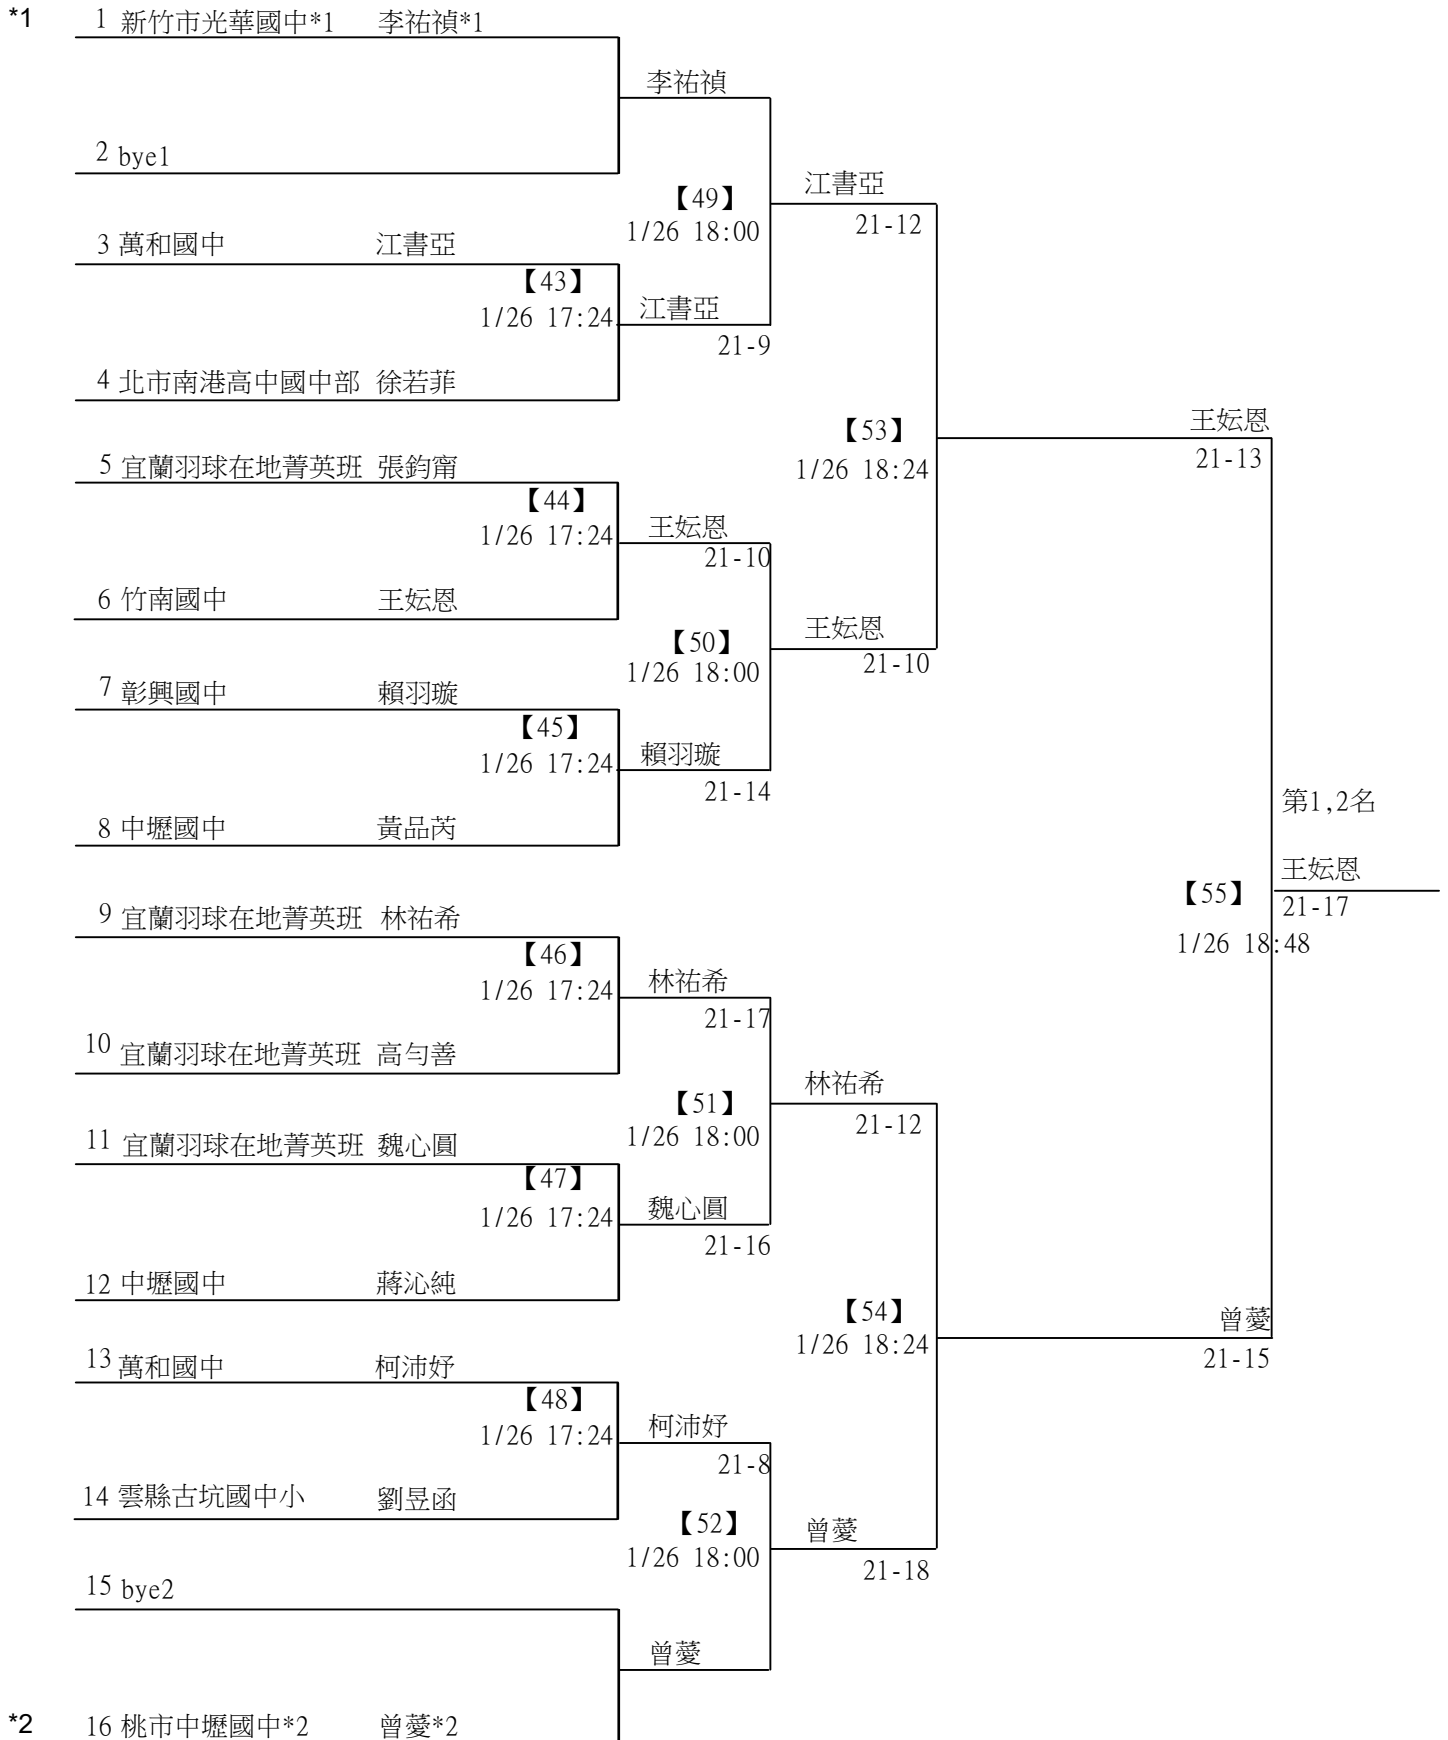 *1 1 新竹市光華國中*1 李祐禎*1
李祐禎
2 bye1
江書亞
【49】
1/26 18:00
21-12
3 萬和國中 江書亞
【43】
1/26 17:24
江書亞
21-9
4 北市南港高中國中部 徐若菲
王妘恩
【53】
1/26 18:24
21-13
5 宜蘭羽球在地菁英班 張鈞甯
【44】
1/26 17:24
王妘恩
21-10
6 竹南國中 王妘恩
王妘恩
【50】
1/26 18:00
21-10
7 彰興國中 賴羽璇
【45】
1/26 17:24
賴羽璇
21-14
第1,2名
8 中壢國中 黃品芮
王妘恩
【55】
21-17
1/26 18:48
9 宜蘭羽球在地菁英班 林祐希
【46】
1/26 17:24
林祐希
21-17
10 宜蘭羽球在地菁英班 高勻善
林祐希
【51】
1/26 18:00
21-12
11 宜蘭羽球在地菁英班 魏心圓
【47】
1/26 17:24
魏心圓
21-16
12 中壢國中 蔣沁純
曾薆
【54】
1/26 18:24
21-15
13 萬和國中 柯沛妤
【48】
1/26 17:24
柯沛妤
21-8
14 雲縣古坑國中小 劉昱函
曾薆
【52】
1/26 18:00
21-18
15 bye2
曾薆
*2 16 桃市中壢國中*2 曾薆*2